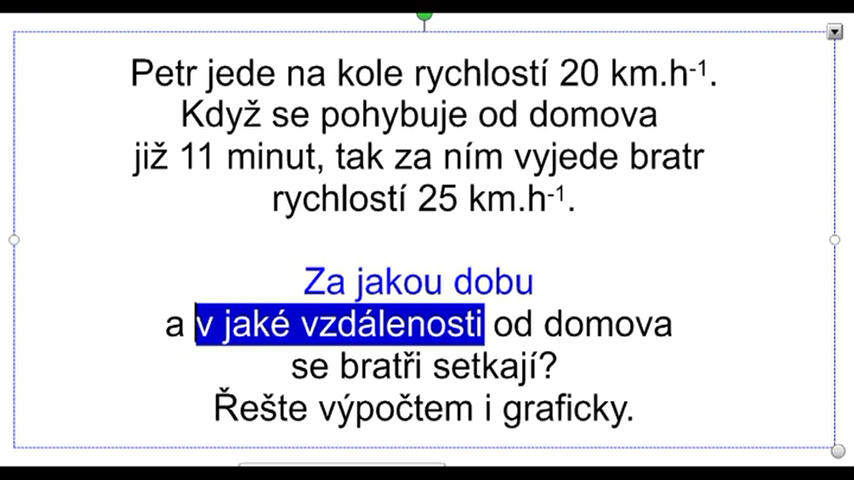 Petr jede na kole rychlostí 20 km.h⁻¹.
Když se pohybuje od domova
již 11 minut, tak za ním vyjede bratr
rychlostí 25 km.h⁻¹.
Za jakou dobu
a v jaké vzdálenosti od domova
se bratři setkají?
Řešte výpočtem i graficky.